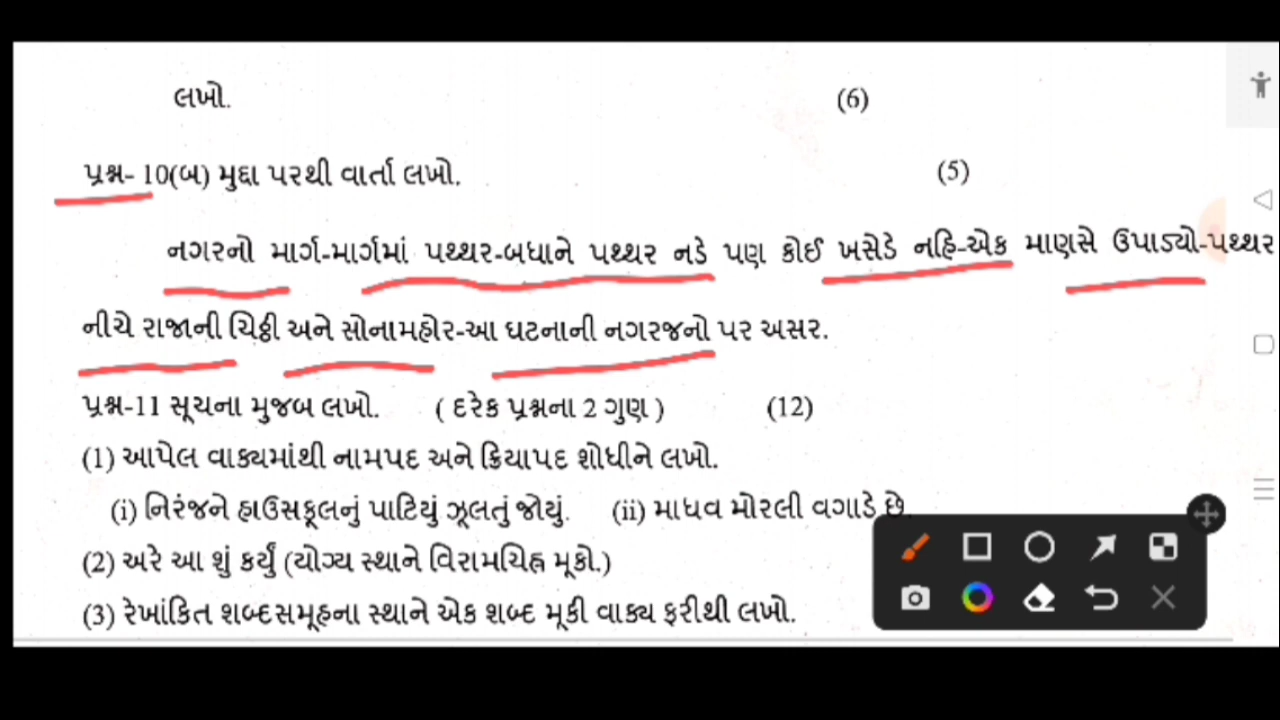 લખો. (6)
પ્રશ્ન- 10(બ) મુદ્દા પરથી વાર્તા લખો. (5)
નગરનો માર્ગ-માર્ગમાં પથ્થર-બધાને પથ્થર નડે પણ કોઈ ખસેડે નહિ-એક માણસે ઉપાડ્યો-પથ્થર
નીચે રાજાની ચિઠ્ઠી અને સોનામહોર-આ ઘટનાની નગરજનો પર અસર.
પ્રશ્ન-11 સૂચના મુજબ લખો. ( દરેક પ્રશ્નના 2 ગુણ ) (12)
(1) આપેલ વાક્યમાંથી નામપદ અને ક્રિયાપદ શોધીને લખો.
(i) નિરંજને હાઉસફૂલનું પાટિયું ઝૂલતું જોયું. (ii) માધવ મોરલી વગાડે છે.
(2) અરે આ શું કર્યું (યોગ્ય સ્થાને વિરામચિહ્ન મૂકો.)
(3) રેખાંકિત શબ્દસમૂહના સ્થાને એક શબ્દ મૂકી વાક્ય ફરીથી લખો.